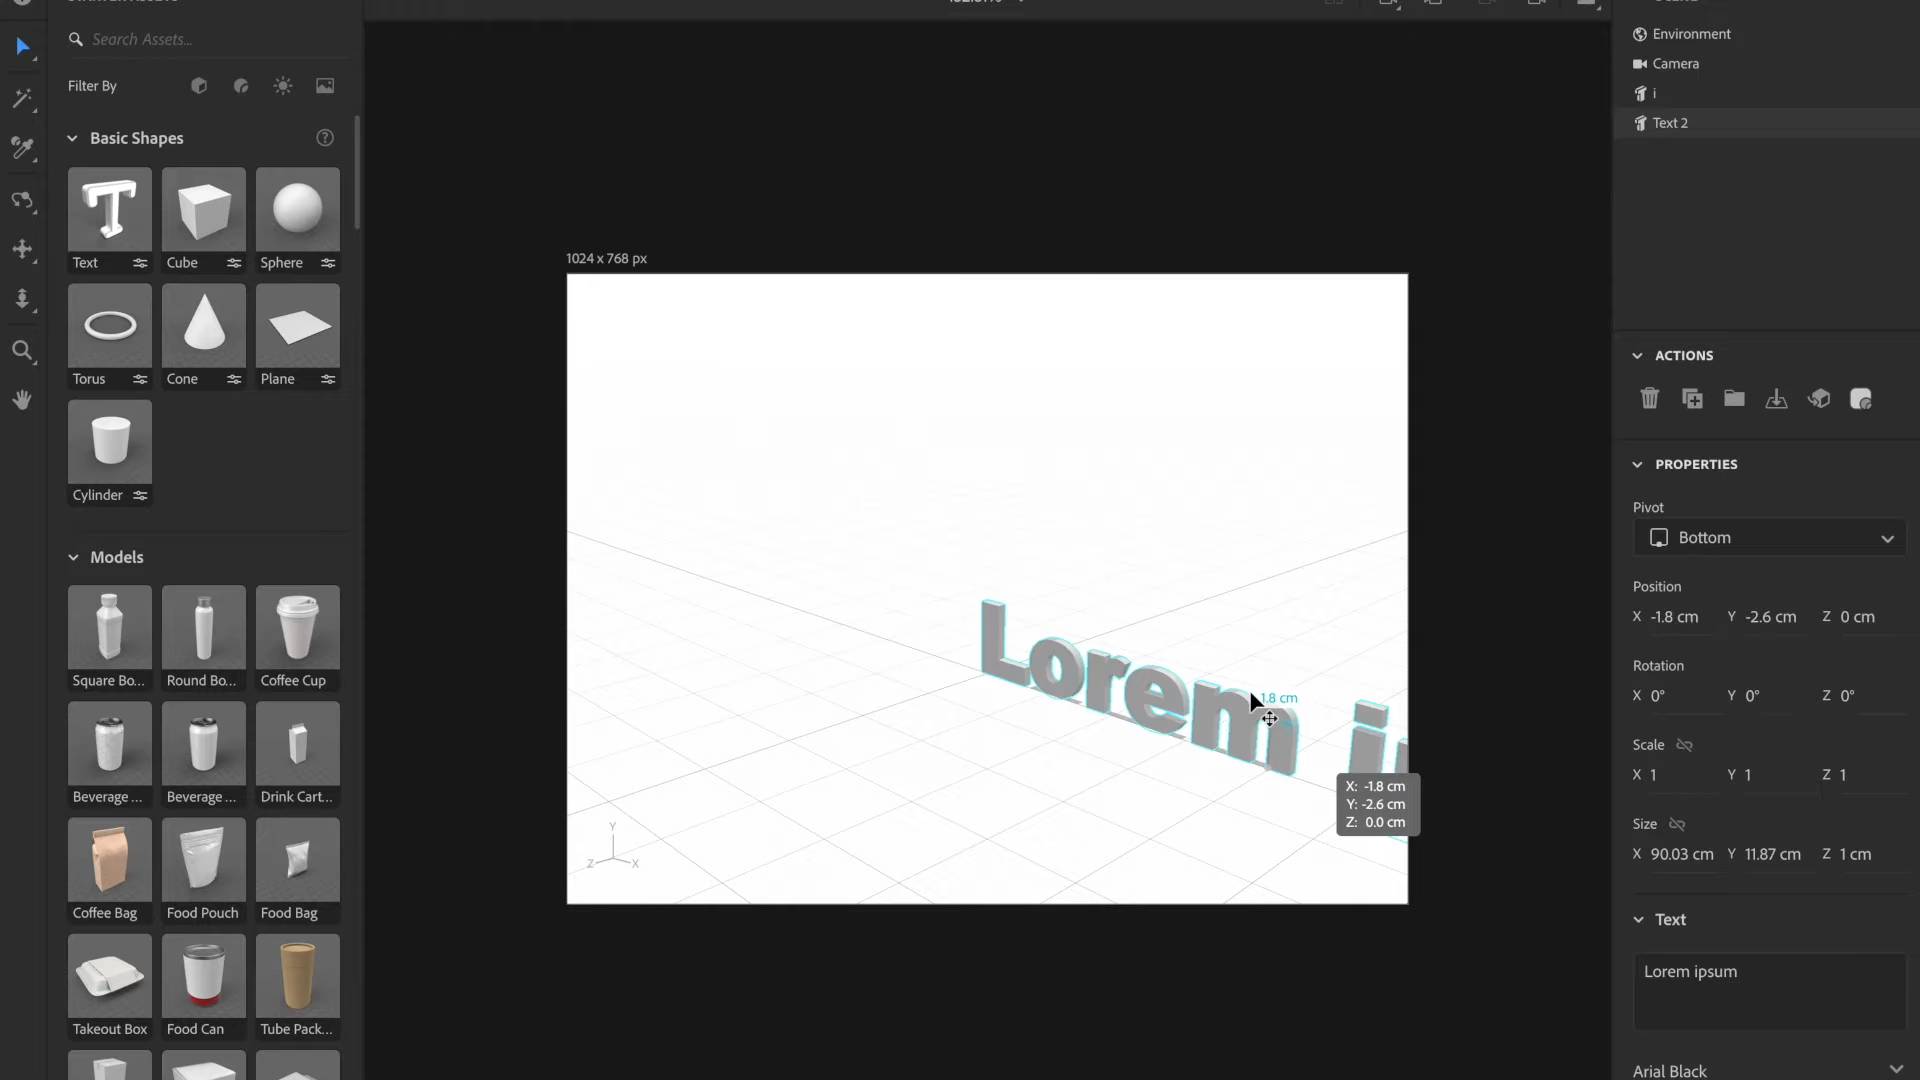 Search Assets...
Filter By
Basic Shapes
Text
Cube
Sphere
Torus
Cone
Plane
Cylinder
Models
Square Bo...
Round Bo...
Coffee Cup
Beverage ...
Beverage ...
Drink Cart...
Coffee Bag
Food Pouch
Food Bag
Takeout Box
Food Can
Tube Pack...
1024 x 768 px
Lorem
1.8 cm
X: -1.8 cm
Y: -2.6 cm
Z: 0.0 cm
Y
Z
X
Environment
Camera
i
Text 2
ACTIONS
PROPERTIES
Pivot
Bottom
Position
X -1.8 cm Y -2.6 cm Z 0 cm
Rotation
X 0° Y 0° Z 0°
Scale
X 1 Y 1 Z 1
Size
X 90.03 cm Y 11.87 cm Z 1 cm
Text
Lorem ipsum
Arial Black